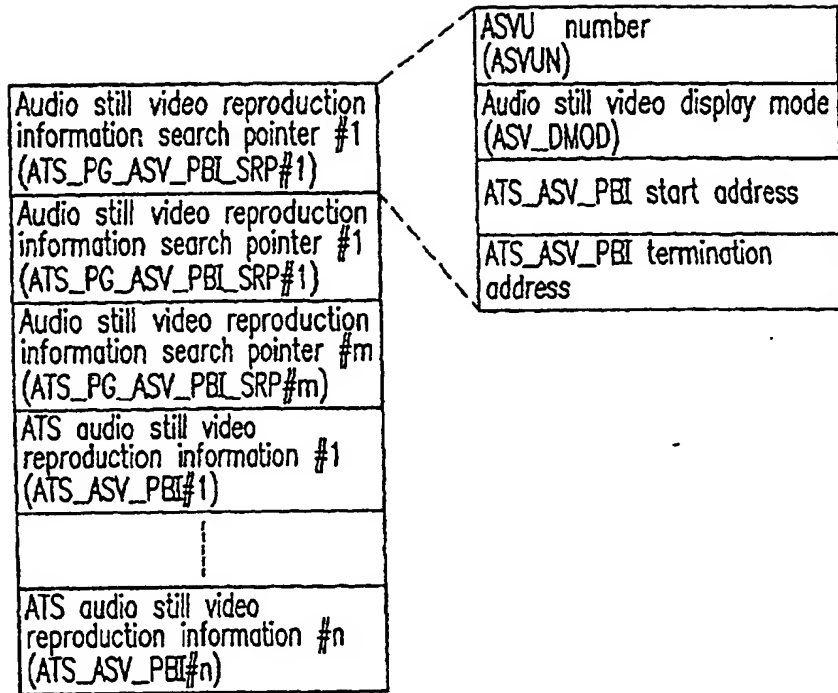 Audio still video reproduction
information search pointer #1
(ATS_PG_ASV_PBI_SRP#1)
Audio still video reproduction
information search pointer #1
(ATS_PG_ASV_PBI_SRP#1)
Audio still video reproduction
information search pointer #m
(ATS_PG_ASV_PBI_SRP#m)
ATS audio still video
reproduction information #1
(ATS_ASV_PBI#1)
ATS audio still video
reproduction information #n
(ATS_ASV_PBI#n)
ASVU number
(ASVUN)
Audio still video display mode
(ASV_DMOD)
ATS_ASV_PBI start address
ATS_ASV_PBI termination
address